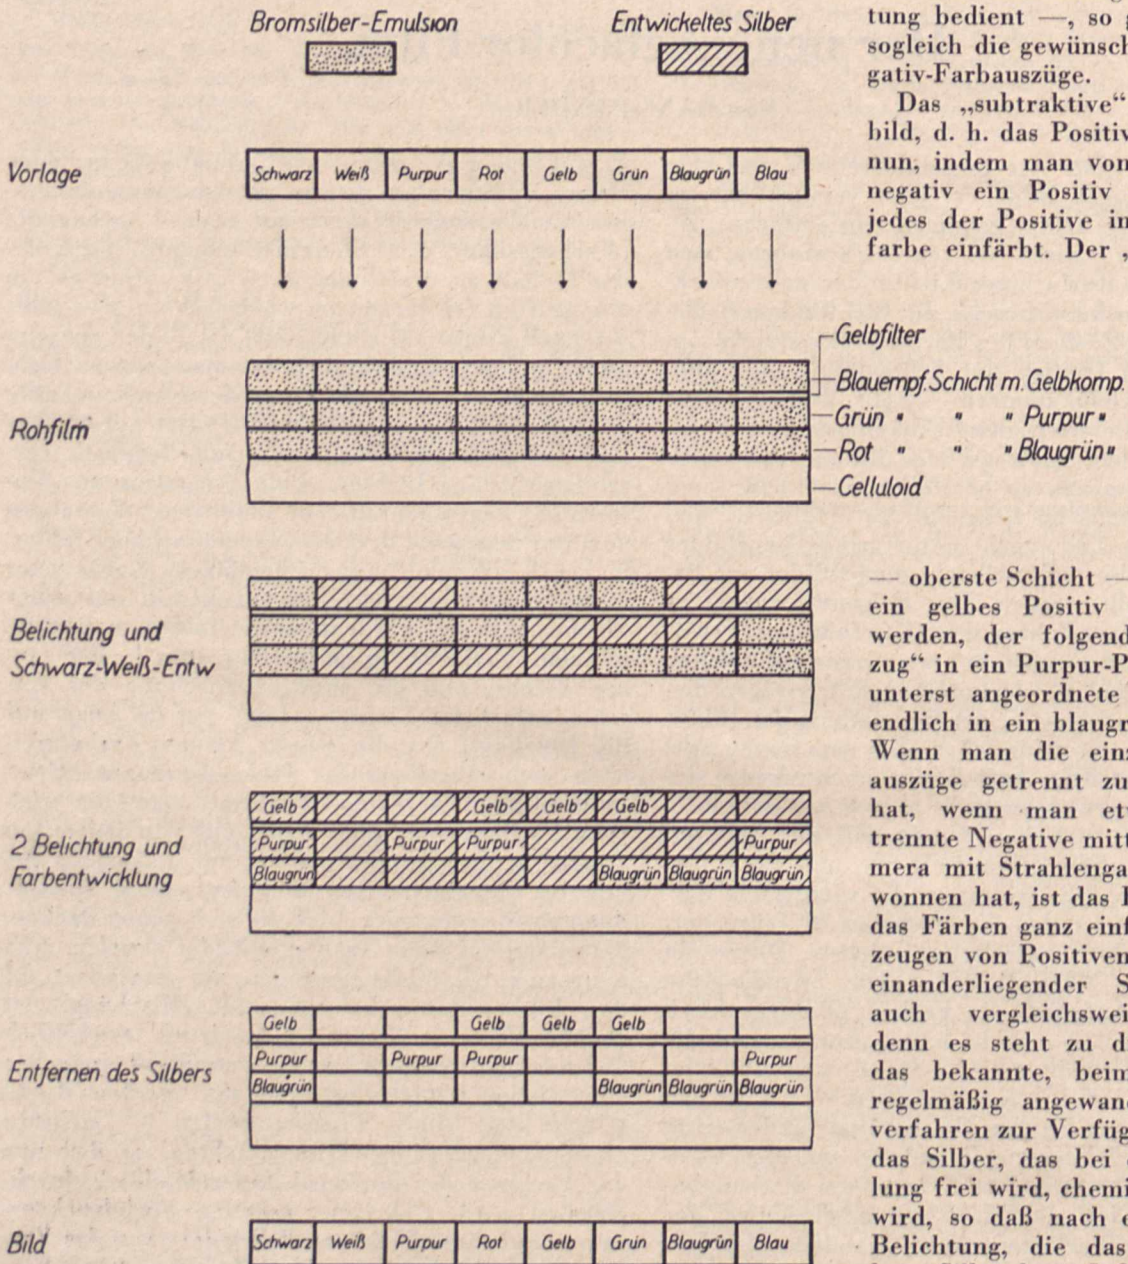 Bromsilber-Emulsion
Entwickeltes Silber
Vorlage
Schwarz Weiß Purpur Rot Gelb Grün Blaugrün Blau
Rohfilm
Gelbfilter
Blauempf. Schicht m. Gelbkomp.
Grün " " " Purpur "
Rot " " " Blaugrün "
Celluloid
Belichtung und
Schwarz-Weiß-Entw
2. Belichtung und
Farbentwicklung
Gelb Gelb Gelb Gelb
Purpur Purpur Purpur Purpur
Blaugrün Blaugrün Blaugrün Blaugrün
Entfernen des Silbers
Gelb Gelb Gelb Gelb
Purpur Purpur Purpur Purpur
Blaugrün Blaugrün Blaugrün Blaugrün
Bild
Schwarz Weiß Purpur Rot Gelb Grün Blaugrün Blau
tung bedient —, so
sogleich die gewünsch
gativ-Farbauszüge.
Das „subtraktive“
bild, d. h. das Positiv
nun, indem man von
negativ ein Positiv
jedes der Positive in
farbe einfärbt. Der „
— oberste Schicht —
ein gelbes Positiv
werden, der folgend
zug“ in ein Purpur-P
unterst angeordnete
endlich in ein blaugr
Wenn man die ein
auszüge getrennt zu
hat, wenn man et
trennte Negative mitt
mera mit Strahlenga
wonnen hat, ist das
das Färben ganz einf
zeugen von Positiven
einanderliegender S
auch vergleichswei
denn es steht zu d
das bekannte, beim
regelmäßig angewan
verfahren zur Verfüg
das Silber, das bei
lung frei wird, chemi
wird, so daß nach e
Belichtung, die das